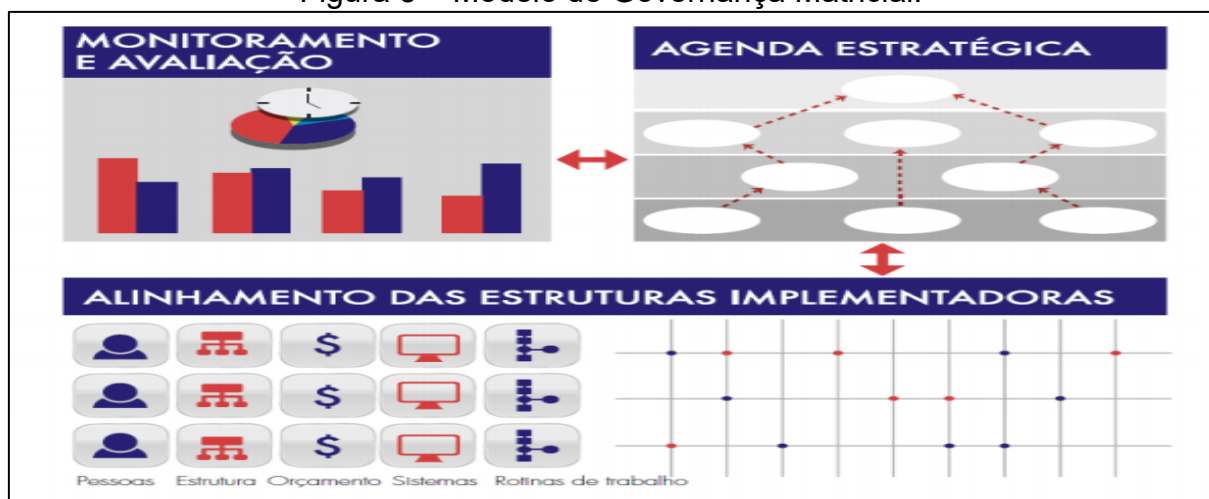 MONITORAMENTO
E AVALIAÇÃO
AGENDA ESTRATÉGICA
ALINHAMENTO DAS ESTRUTURAS IMPLEMENTADORAS
$
$
$
Pessoas Estrutura Orçamento Sistemas Rotinas de trabalho